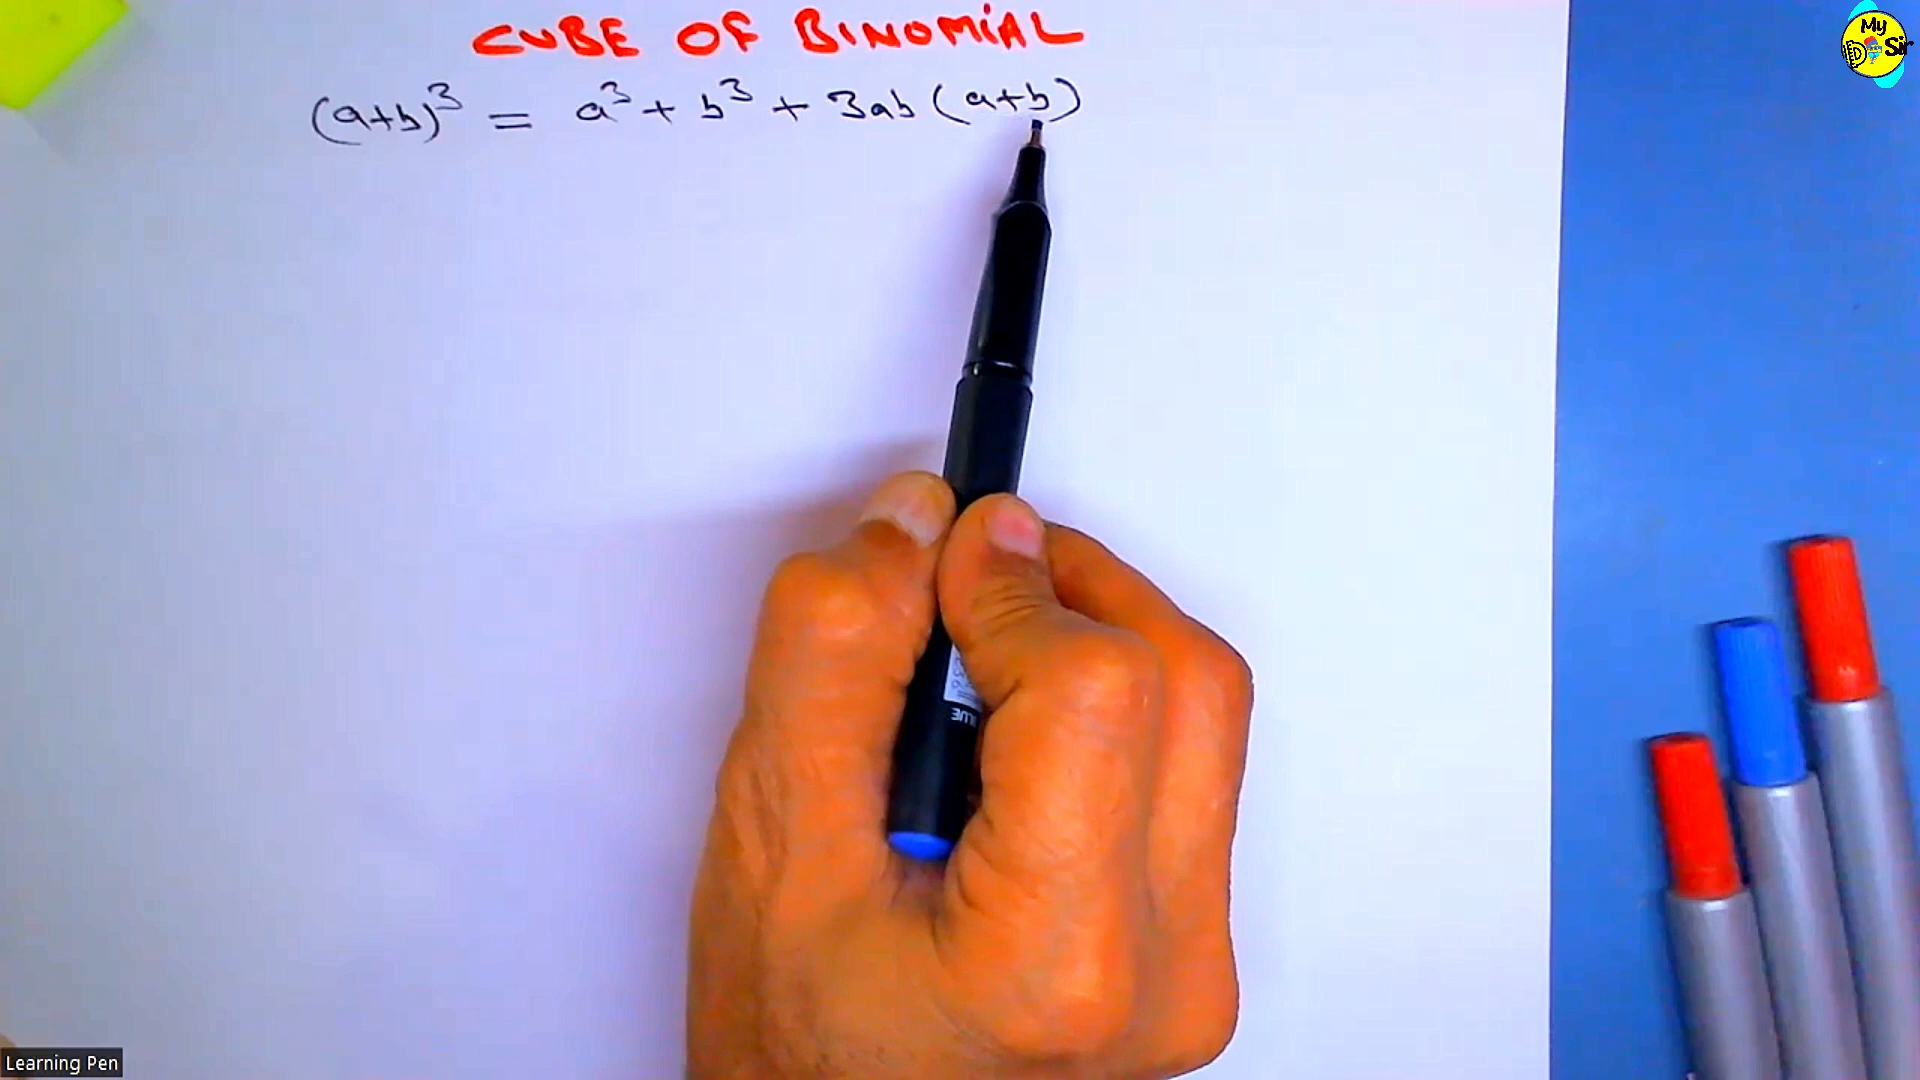 CUBE OF BINOMIAL
(a+b)³ = a³ + b³ + 3ab (a+b)
My
Sir
Learning Pen